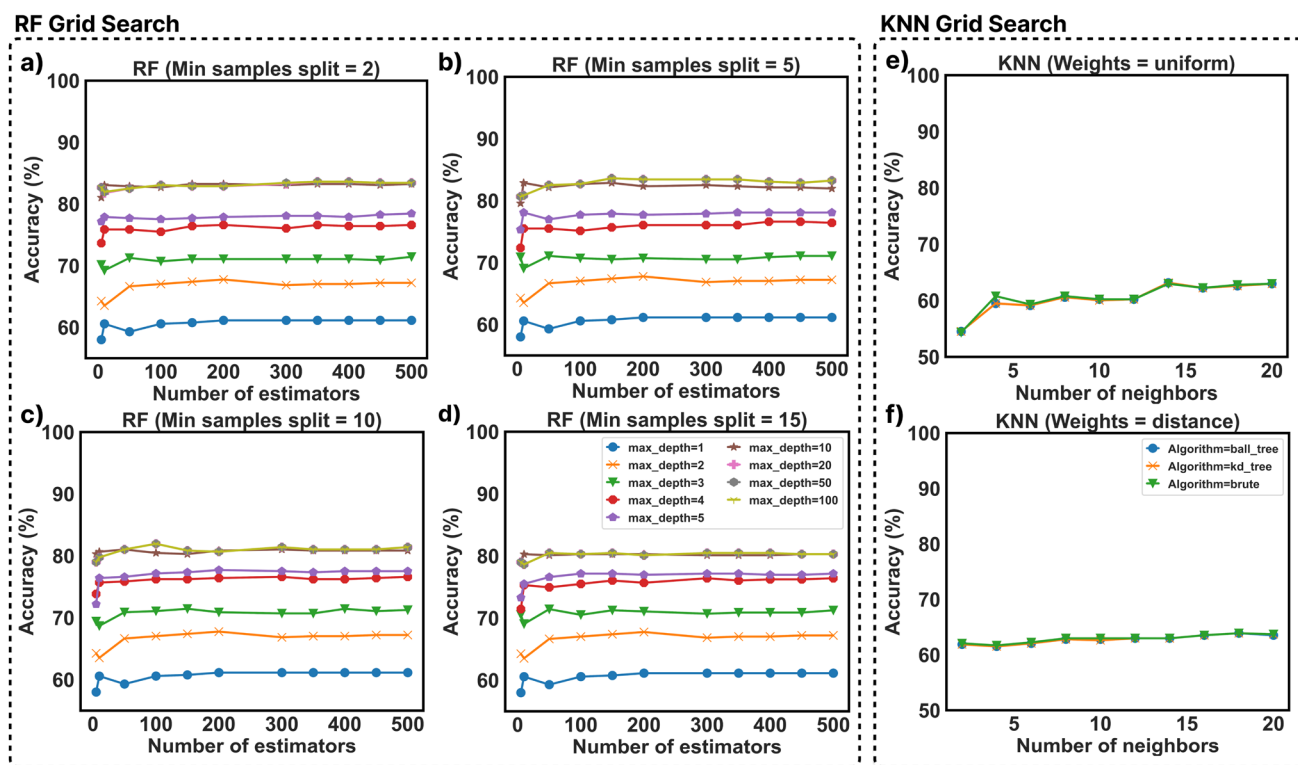 RF Grid Search
KNN Grid Search
a)
RF (Min samples split = 2)
Accuracy (%)
100
90
80
70
60
0 100 200 300 400 500
Number of estimators
b)
RF (Min samples split = 5)
Accuracy (%)
100
90
80
70
60
0 100 200 300 400 500
Number of estimators
e)
KNN (Weights = uniform)
Accuracy (%)
100
90
80
70
60
50
5 10 15 20
Number of neighbors
c)
RF (Min samples split = 10)
Accuracy (%)
100
90
80
70
60
0 100 200 300 400 500
Number of estimators
d)
RF (Min samples split = 15)
Accuracy (%)
100
90
80
70
60
max_depth=1
max_depth=2
max_depth=3
max_depth=4
max_depth=5
max_depth=10
max_depth=20
max_depth=50
max_depth=100
0 100 200 300 400 500
Number of estimators
f)
KNN (Weights = distance)
Accuracy (%)
100
90
80
70
60
50
Algorithm=ball_tree
Algorithm=kd_tree
Algorithm=brute
5 10 15 20
Number of neighbors